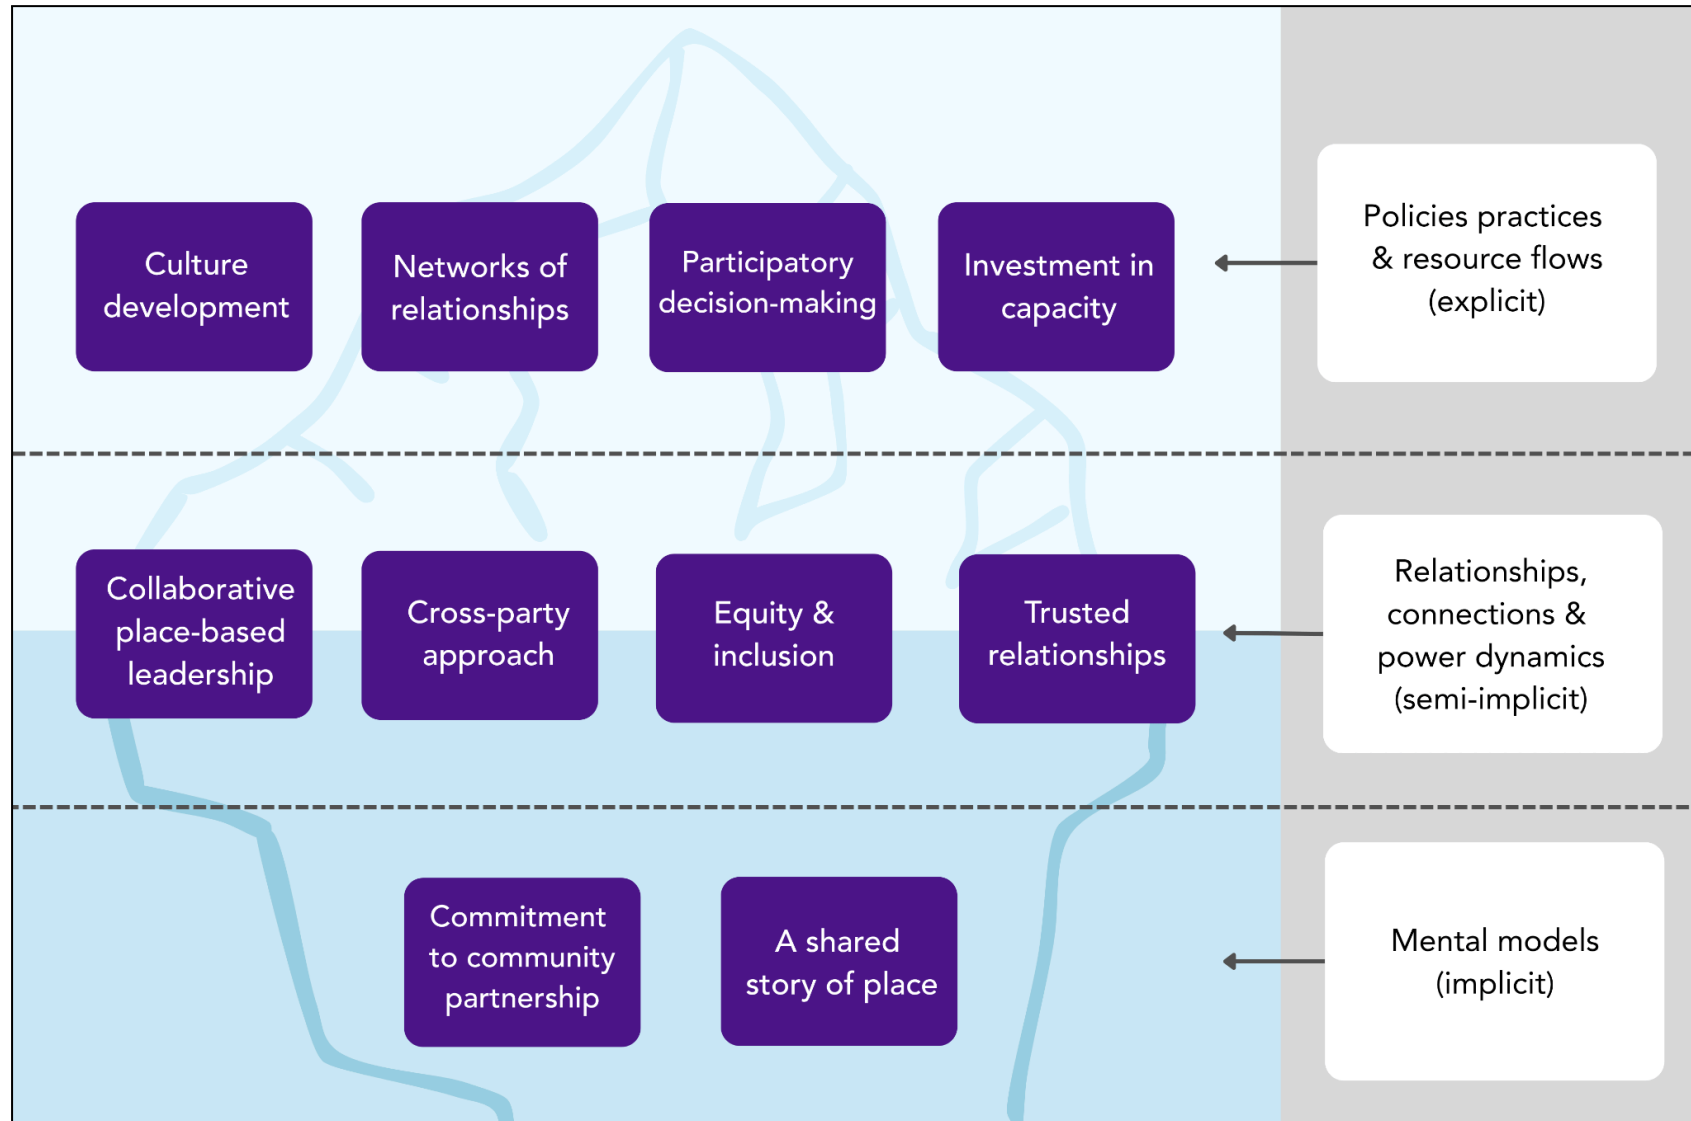 Culture
development
Networks of
relationships
Participatory
decision-making
Investment in
capacity
Policies practices
& resource flows
(explicit)
Collaborative
place-based
leadership
Cross-party
approach
Equity &
inclusion
Trusted
relationships
Relationships,
connections &
power dynamics
(semi-implicit)
Commitment
to community
partnership
A shared
story of place
Mental models
(implicit)